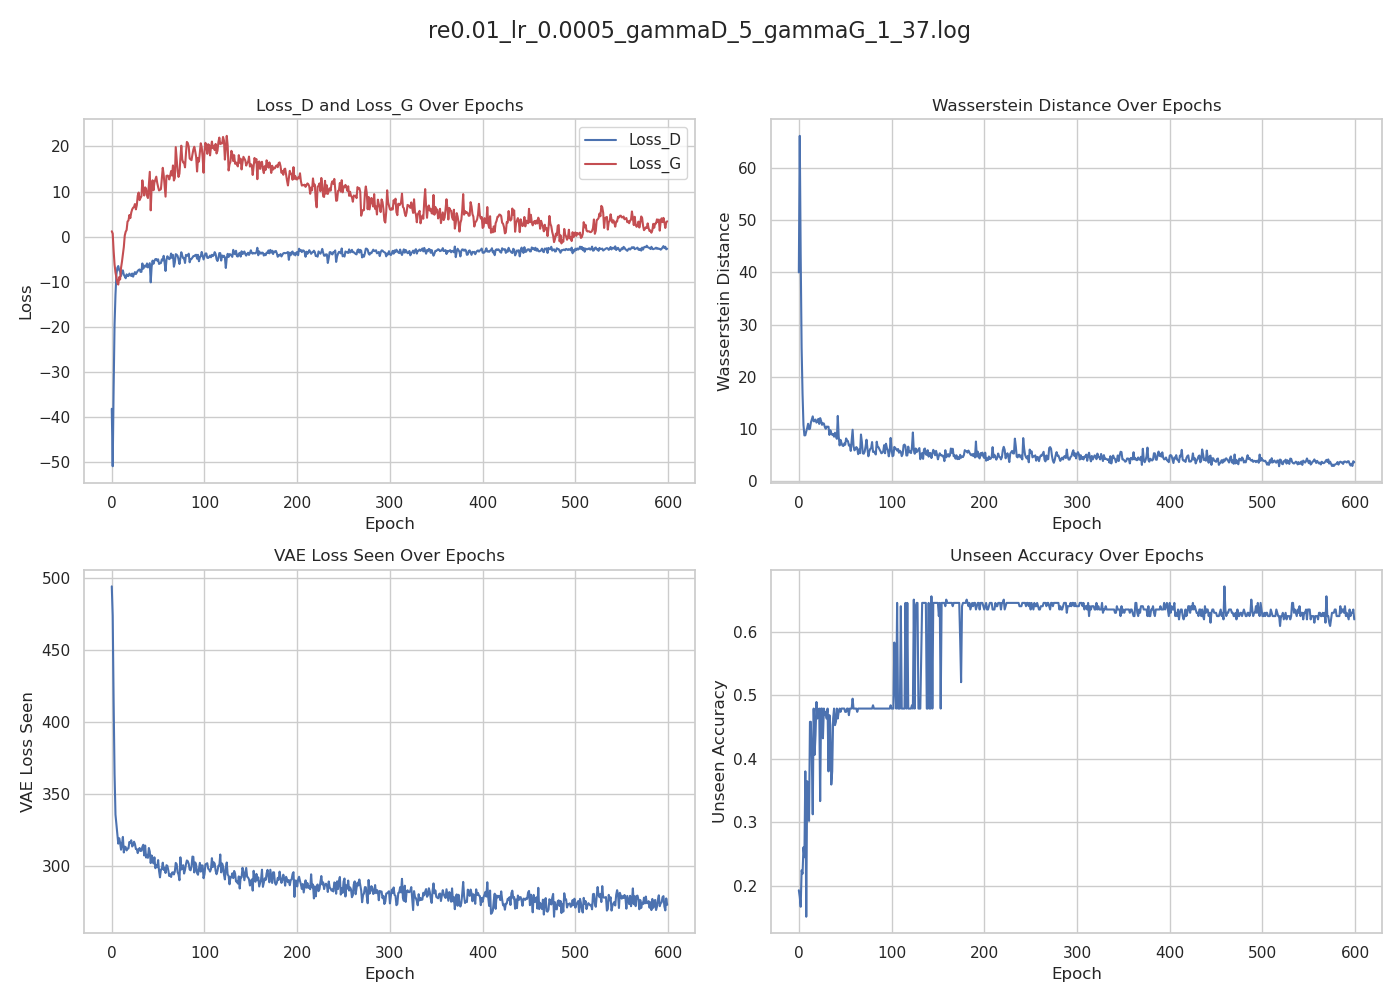 re0.01_lr_0.0005_gammaD_5_gammaG_1_37.log
Loss_D and Loss_G Over Epochs
Loss
20
10
0
−10
−20
−30
−40
−50
Loss_D
Loss_G
0 100 200 300 400 500 600
Epoch
Wasserstein Distance Over Epochs
Wasserstein Distance
60
50
40
30
20
10
0
0 100 200 300 400 500 600
Epoch
VAE Loss Seen Over Epochs
VAE Loss Seen
500
450
400
350
300
0 100 200 300 400 500 600
Epoch
Unseen Accuracy Over Epochs
Unseen Accuracy
0.6
0.5
0.4
0.3
0.2
0 100 200 300 400 500 600
Epoch